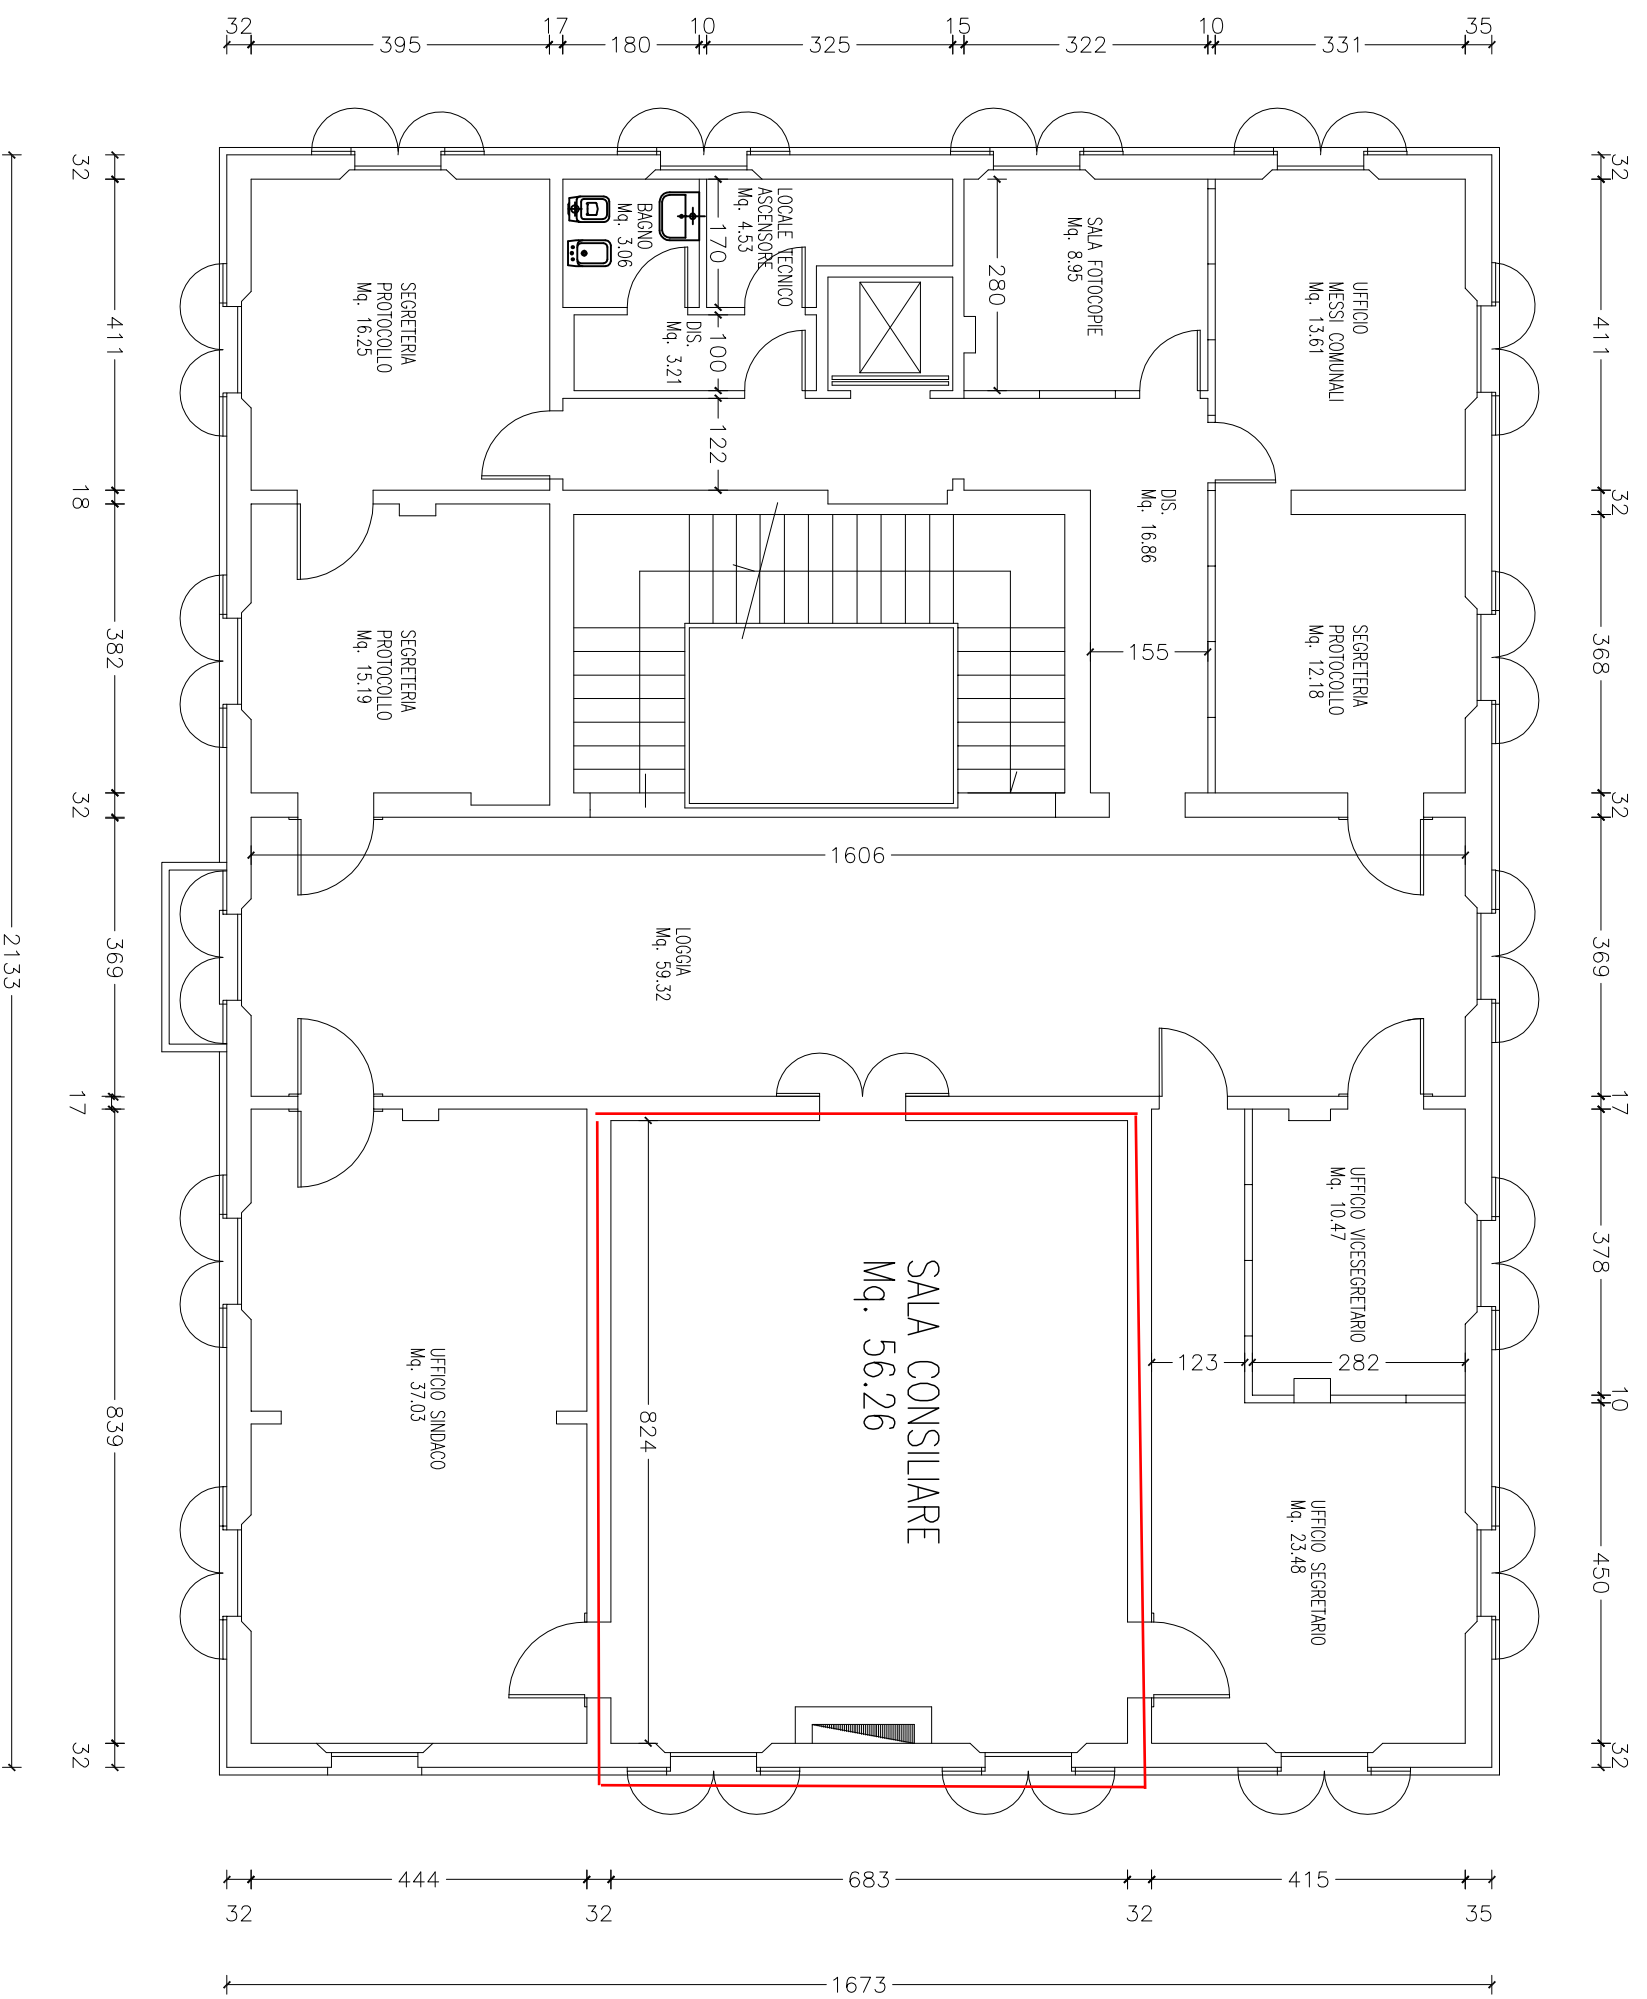 32
395
17
180
10
325
15
322
10
331
35
32
411
18
382
32
369
17
839
32
2133
32
411
32
368
32
369
17
378
10
450
32
SEGRETERIA
PROTOCOLLO
Mq. 16.25
BAGNO
Mq. 3.06
LOCALE TECNICO
ASCENSORE
Mq. 4.53
170
DIS.
Mq. 3.21
100
122
280
SALA FOTOCOPIE
Mq. 8.95
UFFICIO
MESSI COMUNALI
Mq. 13.61
DIS.
Mq. 16.86
155
SEGRETERIA
PROTOCOLLO
Mq. 15.19
SEGRETERIA
PROTOCOLLO
Mq. 12.18
1606
LOGGIA
Mq. 59.32
UFFICIO VICESEGRETARIO
Mq. 10.47
123
282
SALA CONSILIARE
Mq. 56.26
824
UFFICIO SINDACO
Mq. 37.03
UFFICIO SEGRETARIO
Mq. 23.48
444
683
415
32
32
32
35
1673